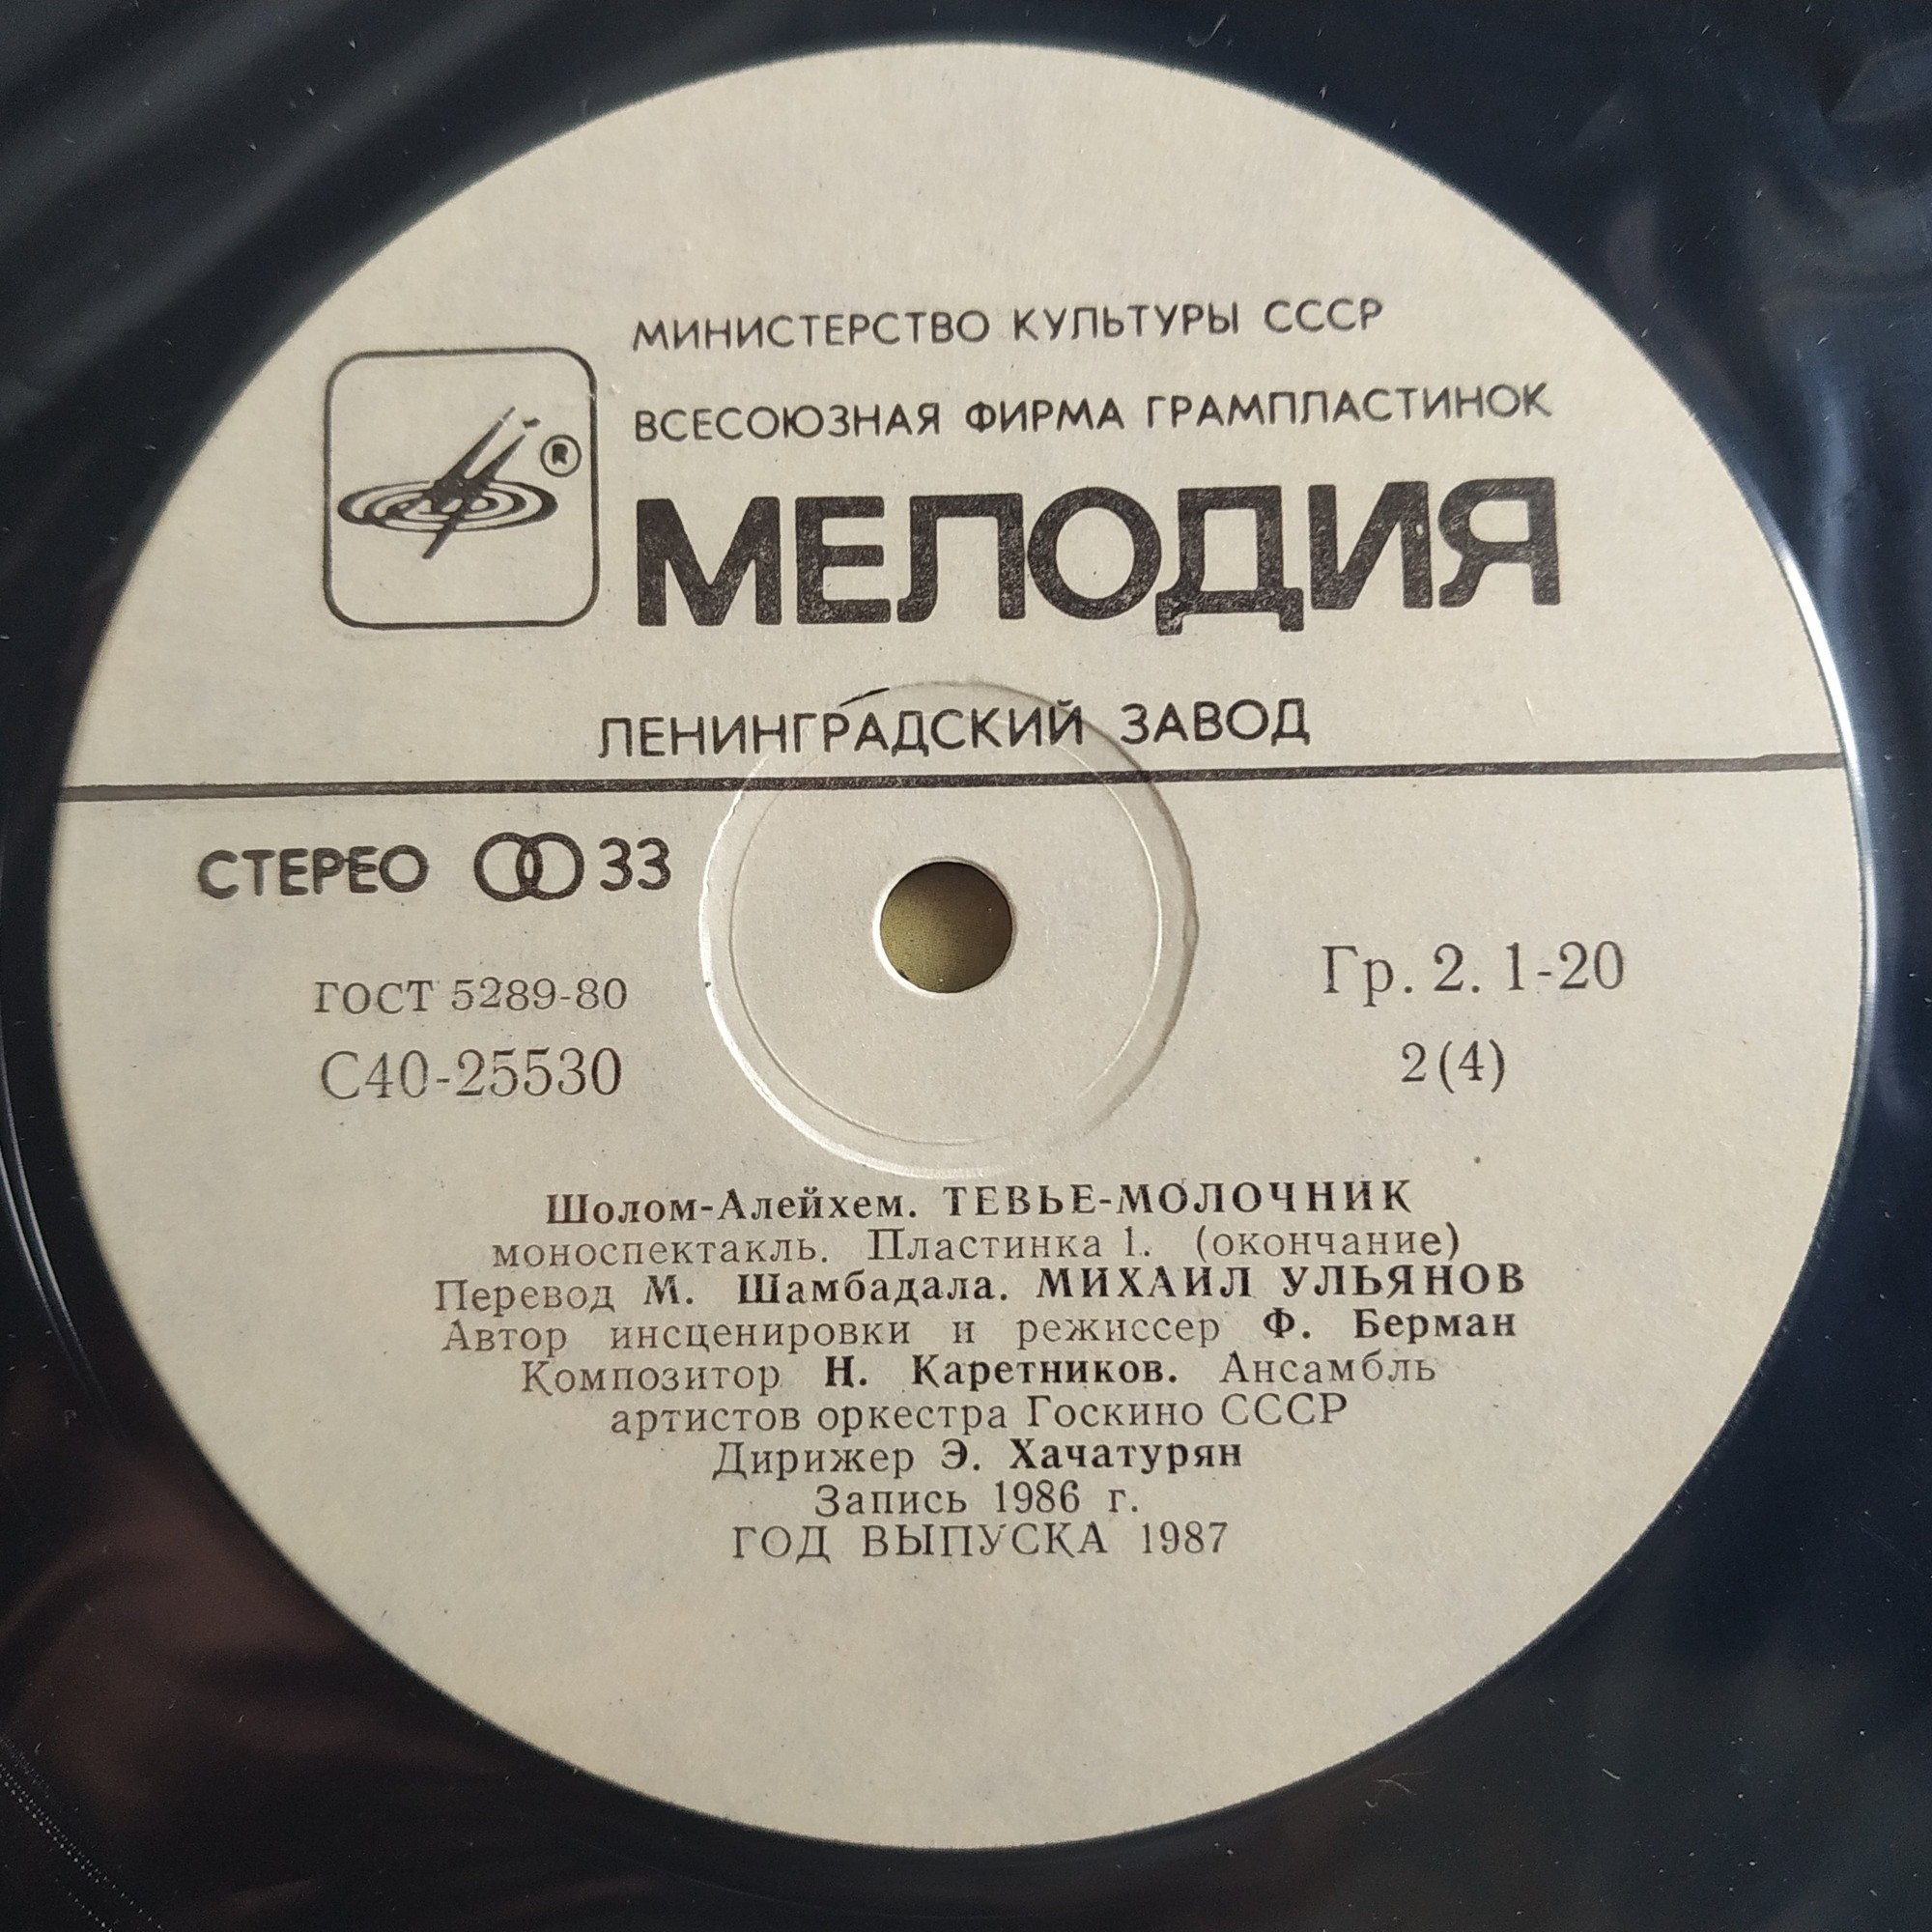 МИНИСТЕРСТВО КУЛЬТУРЫ СССР
ВСЕСОЮЗНАЯ ФИРМА ГРАМПЛАСТИНОК
®
МЕЛОДИЯ
ЛЕНИНГРАДСКИЙ ЗАВОД
СТЕРЕО 33
ГОСТ 5289-80
Гр. 2. 1-20
С40-25530
2(4)
Шолом-Алейхем. ТЕВЬЕ-МОЛОЧНИК
моноспектакль. Пластинка 1. (окончание)
Перевод М. Шамбадала. МИХАИЛ УЛЬЯНОВ
Автор инсценировки и режиссер Ф. Берман
Композитор Н. Каретников. Ансамбль
артистов оркестра Госкино СССР
Дирижер Э. Хачатурян
Запись 1986 г.
ГОД ВЫПУСКА 1987